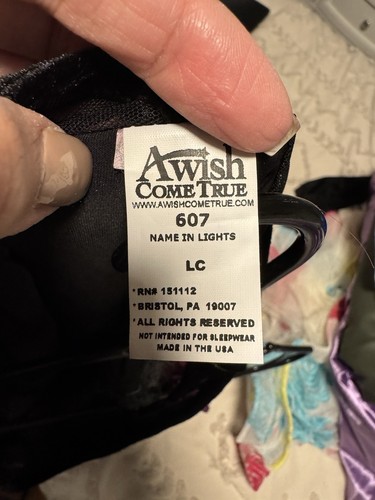 A wish
COME TRUE
WWW.AWISHCOMETRUE.COM
607
NAME IN LIGHTS
LC
*RN# 151112
*BRISTOL, PA 19007
*ALL RIGHTS RESERVED
NOT INTENDED FOR SLEEPWEAR
MADE IN THE USA